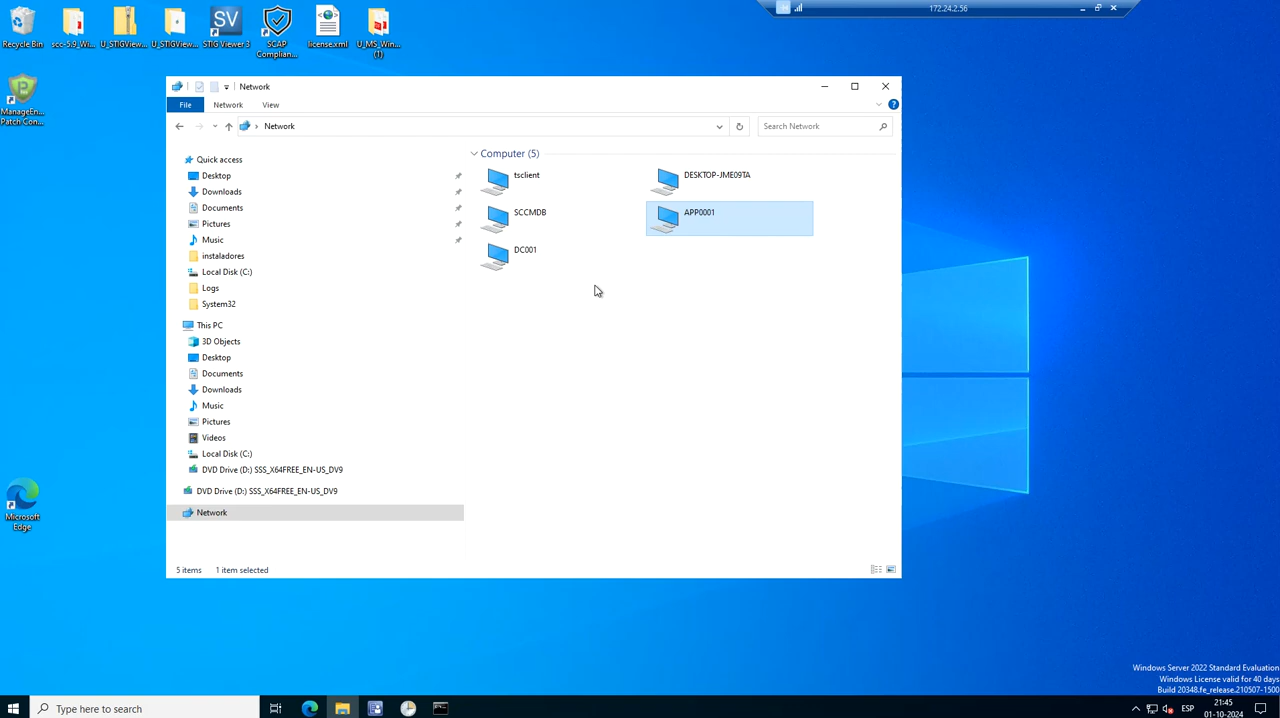 172.24.2.56
Recycle Bin
scc-5.9_Wi...
U_STIGView...
U_STIGView...
STIG Viewer 3
SCAP
Complian...
license.xml
U_MS_Win...
(1)
ManageEn...
Patch Con...
Microsoft
Edge
Network
File
Network
View
Network
Search Network
Quick access
Desktop
Downloads
Documents
Pictures
Music
instaladores
Local Disk (C:)
Logs
System32
This PC
3D Objects
Desktop
Documents
Downloads
Music
Pictures
Videos
Local Disk (C:)
DVD Drive (D:) SSS_X64FREE_EN-US_DV9
DVD Drive (D:) SSS_X64FREE_EN-US_DV9
Network
Computer (5)
tsclient
DESKTOP-JME09TA
SCCMDB
APP0001
DC001
5 items
1 item selected
Windows Server 2022 Standard Evaluation
Windows License valid for 40 days
Build 20348.fe_release.210507-1500
Type here to search
ESP
21:45
01-10-2024